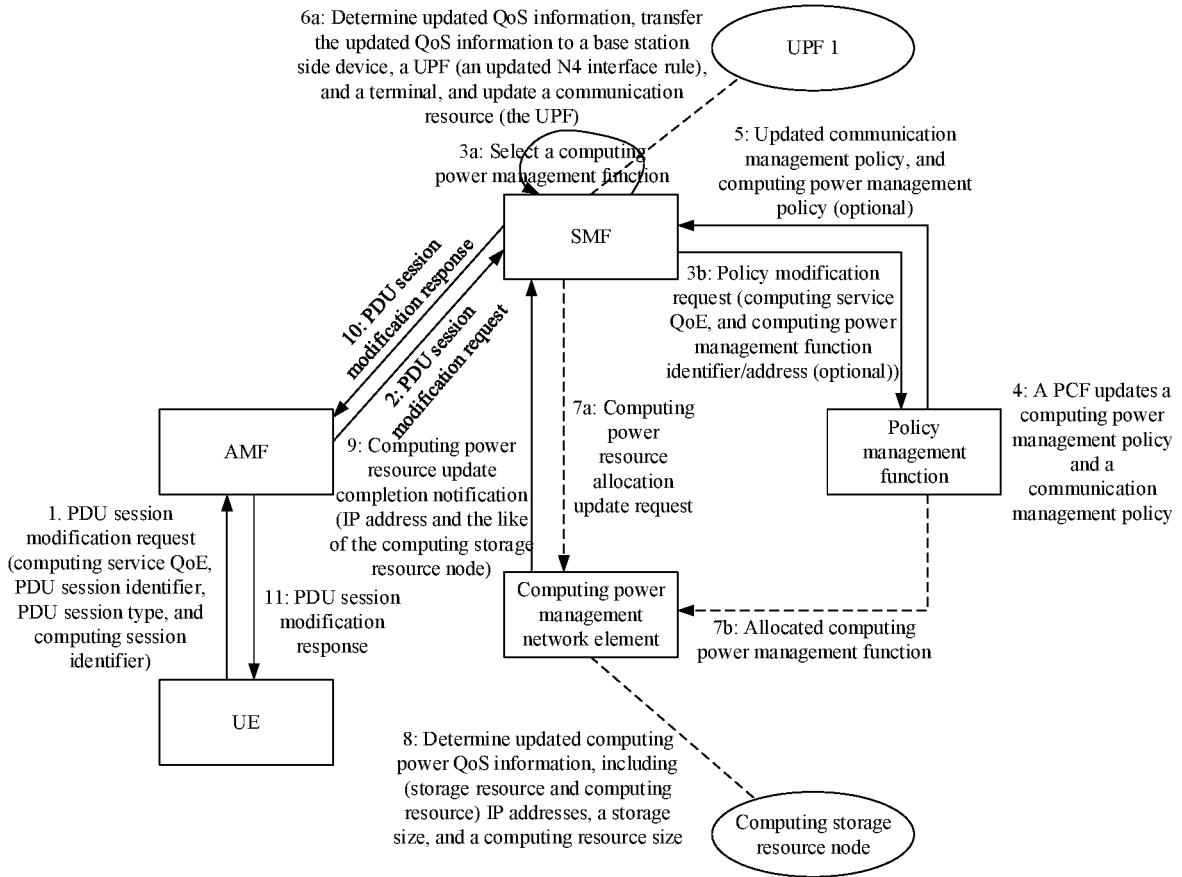 6a: Determine updated QoS information, transfer
the updated QoS information to a base station
side device, a UPF (an updated N4 interface rule),
and a terminal, and update a communication
resource (the UPF)
UPF 1
3a: Select a computing
power management function
5: Updated communication
management policy, and
computing power management
policy (optional)
SMF
10: PDU session
modification response
2: PDU session
modification request
3b: Policy modification
request (computing service
QoE, and computing power
management function
identifier/address (optional))
7a: Computing
power
resource
allocation
update request
AMF
9: Computing power
resource update
completion notification
(IP address and the like
of the computing storage
resource node)
Policy
management
function
4: A PCF updates a
computing power
management policy
and a
communication
management policy
1. PDU session
modification request
(computing service QoE,
PDU session identifier,
PDU session type, and
computing session
identifier)
11: PDU session
modification
response
Computing power
management
network element
7b: Allocated computing
power management function
UE
8: Determine updated computing
power QoS information, including
(storage resource and computing
resource) IP addresses, a storage
size, and a computing resource size
Computing storage
resource node